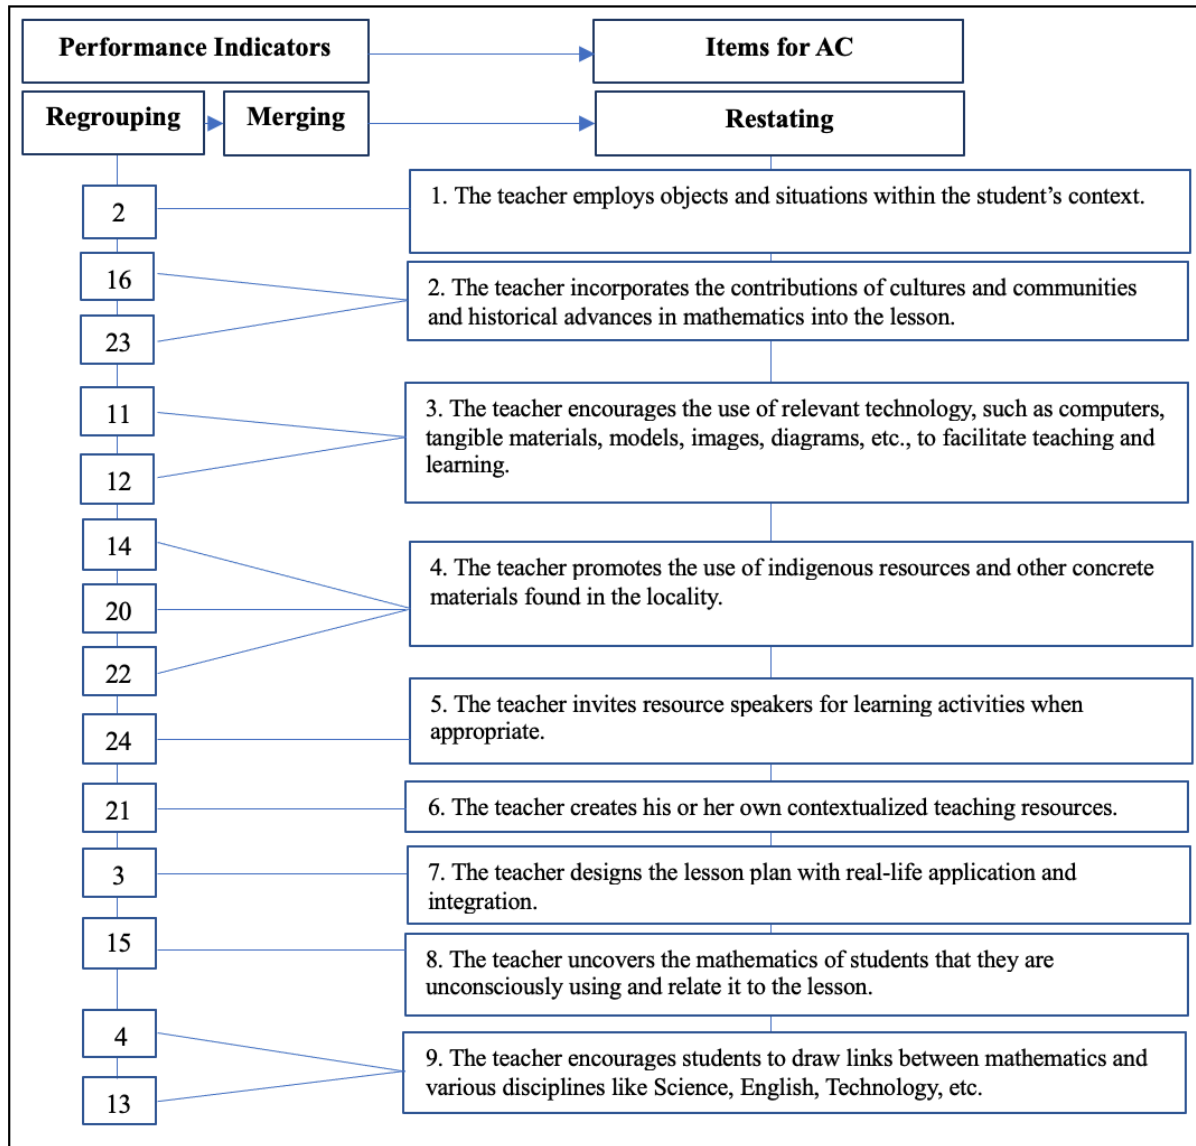 Performance Indicators
Items for AC
Regrouping
Merging
Restating
2
1. The teacher employs objects and situations within the student’s context.
16
23
2. The teacher incorporates the contributions of cultures and communities
and historical advances in mathematics into the lesson.
11
12
3. The teacher encourages the use of relevant technology, such as computers,
tangible materials, models, images, diagrams, etc., to facilitate teaching and
learning.
14
20
22
4. The teacher promotes the use of indigenous resources and other concrete
materials found in the locality.
24
5. The teacher invites resource speakers for learning activities when
appropriate.
21
6. The teacher creates his or her own contextualized teaching resources.
3
7. The teacher designs the lesson plan with real-life application and
integration.
15
8. The teacher uncovers the mathematics of students that they are
unconsciously using and relate it to the lesson.
4
13
9. The teacher encourages students to draw links between mathematics and
various disciplines like Science, English, Technology, etc.